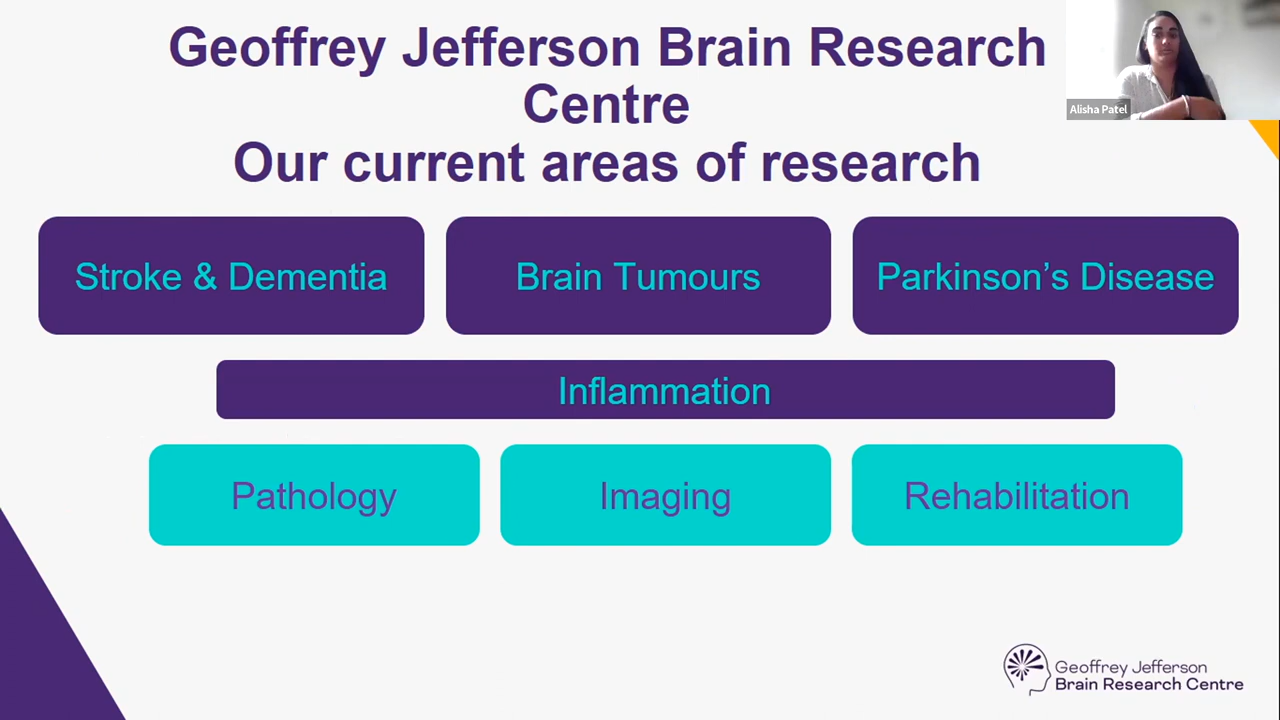 Geoffrey Jefferson Brain Research
Centre
Our current areas of research
Alisha Patel
Stroke & Dementia
Brain Tumours
Parkinson’s Disease
Inflammation
Pathology
Imaging
Rehabilitation
Geoffrey Jefferson
Brain Research Centre